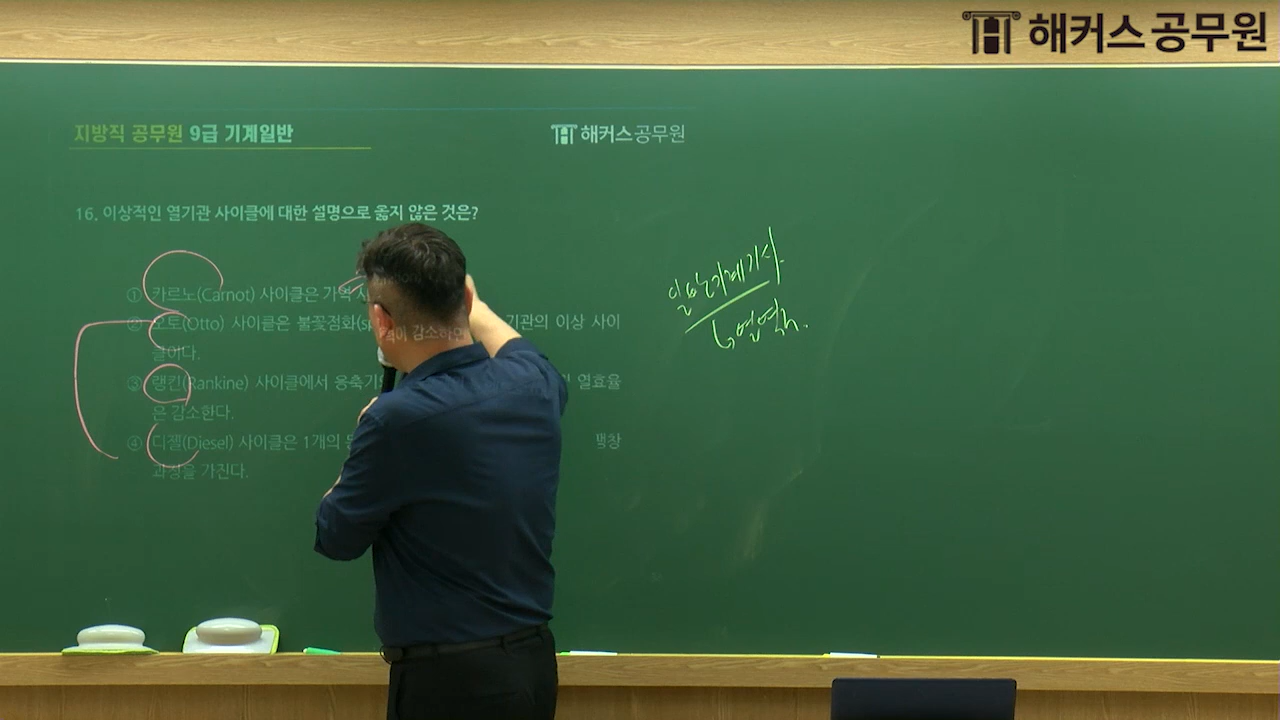 해커스공무원
지방직 공무원 9급 기계일반
해커스공무원
16. 이상적인 열기관 사이클에 대한 설명으로 옳지 않은 것은?
① 카르노(Carnot) 사이클은 가역
② 오토(Otto) 사이클은 불꽃점화(s 기관의 이상 사이
클이다.
③ 랭킨(Rankine) 사이클에서 응축기 열효율
은 감소한다.
④ 디젤(Diesel) 사이클은 1개의 팽창
과정을 가진다.
이 감소하면
일반기계기사.
↳ 열역학.